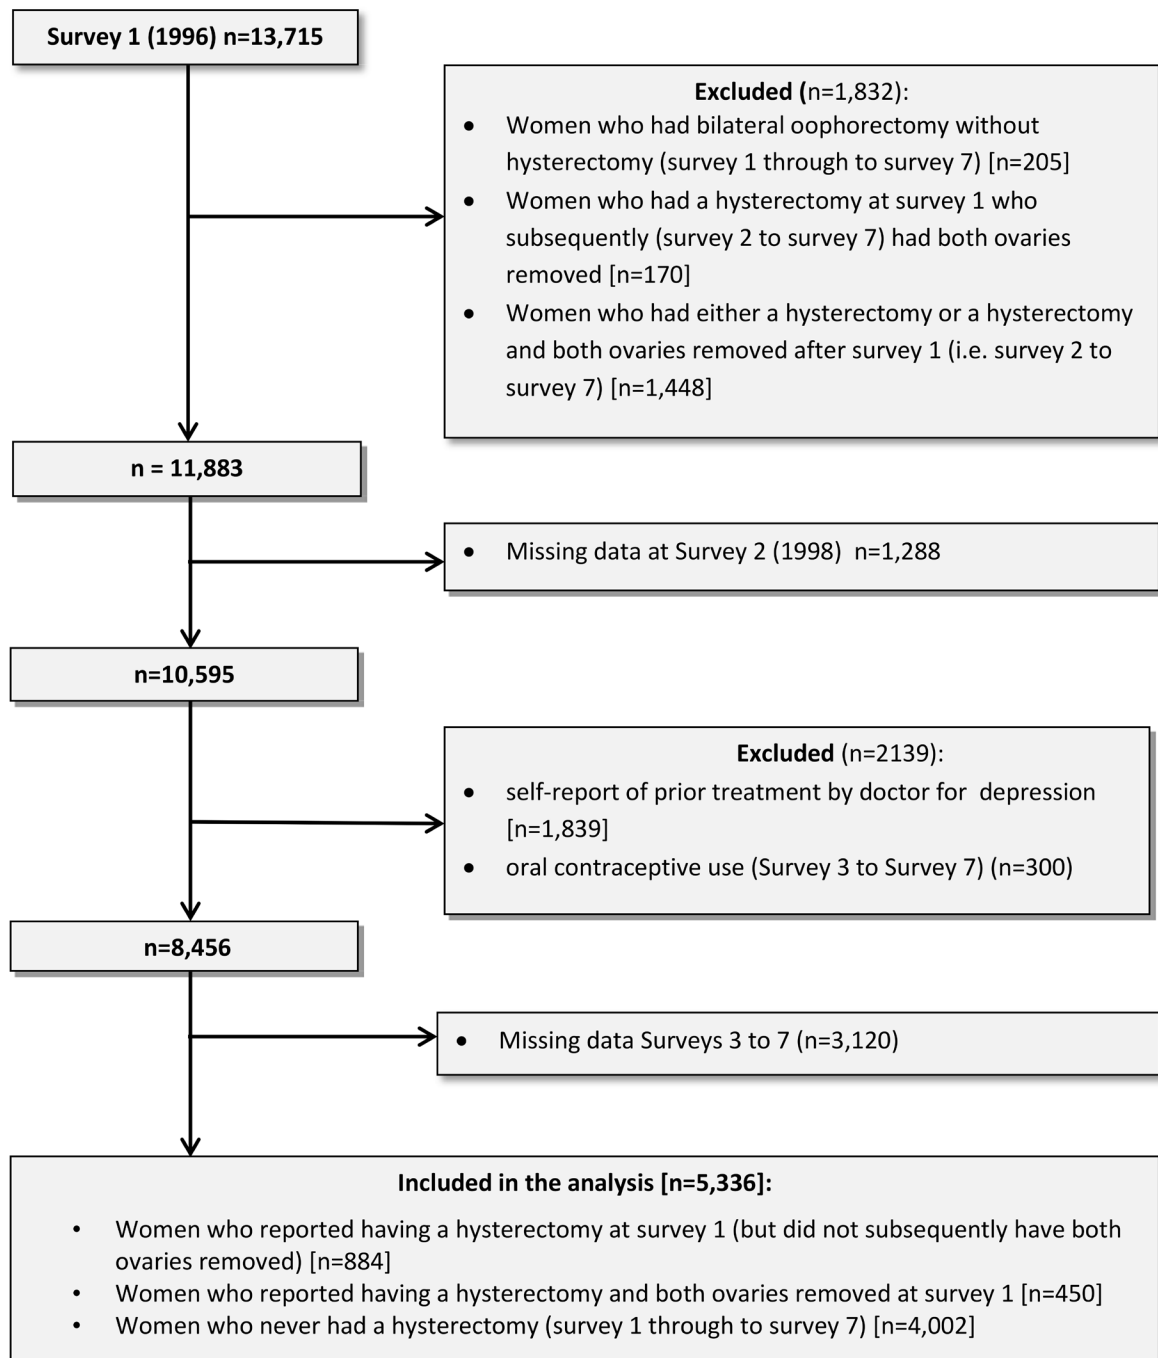 Survey 1 (1996) n=13,715
Excluded (n=1,832):
• Women who had bilateral oophorectomy without
hysterectomy (survey 1 through to survey 7) [n=205]
• Women who had a hysterectomy at survey 1 who
subsequently (survey 2 to survey 7) had both ovaries
removed [n=170]
• Women who had either a hysterectomy or a hysterectomy
and both ovaries removed after survey 1 (i.e. survey 2 to
survey 7) [n=1,448]
n = 11,883
• Missing data at Survey 2 (1998) n=1,288
n=10,595
Excluded (n=2139):
• self-report of prior treatment by doctor for depression
[n=1,839]
• oral contraceptive use (Survey 3 to Survey 7) (n=300)
n=8,456
• Missing data Surveys 3 to 7 (n=3,120)
Included in the analysis [n=5,336]:
• Women who reported having a hysterectomy at survey 1 (but did not subsequently have both
ovaries removed) [n=884]
• Women who reported having a hysterectomy and both ovaries removed at survey 1 [n=450]
• Women who never had a hysterectomy (survey 1 through to survey 7) [n=4,002]